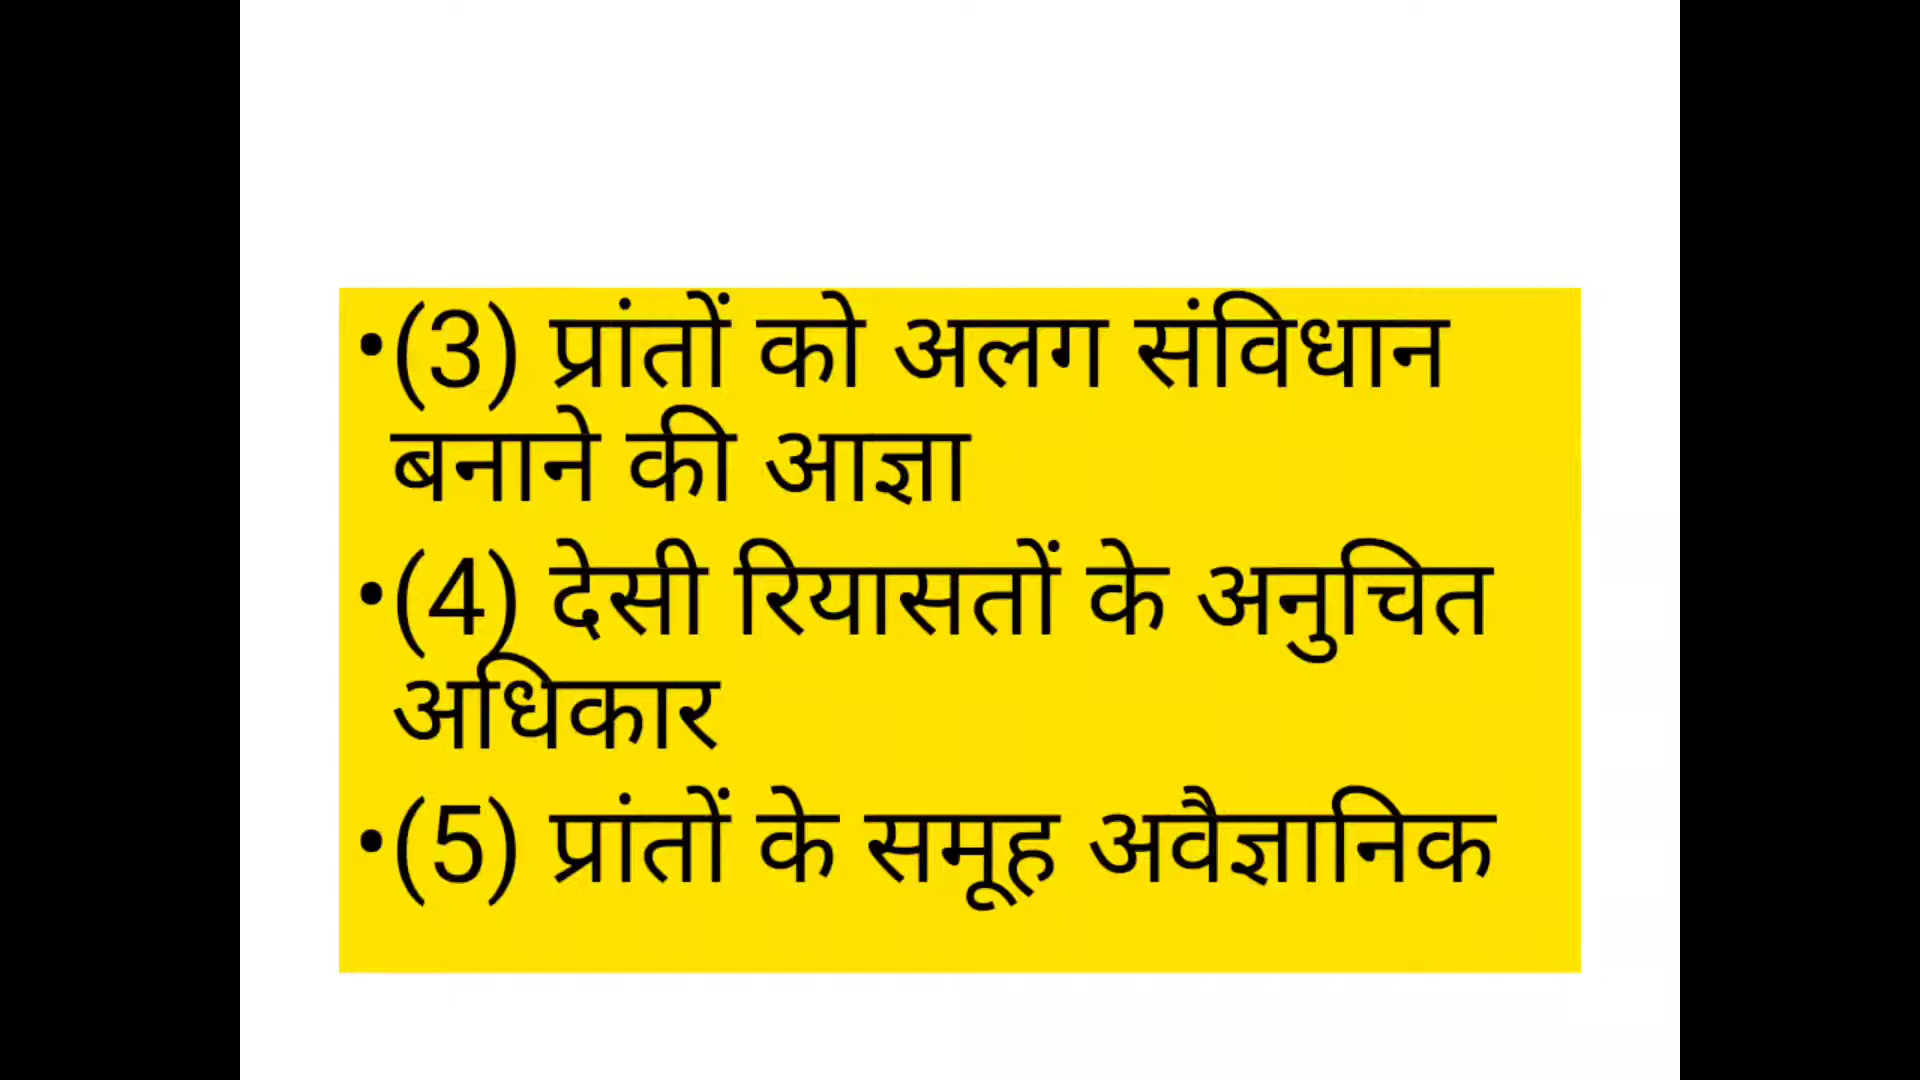 •(3) प्रांतों को अलग संविधान
बनाने की आज्ञा
•(4) देसी रियासतों के अनुचित
अधिकार
•(5) प्रांतों के समूह अवैज्ञानिक